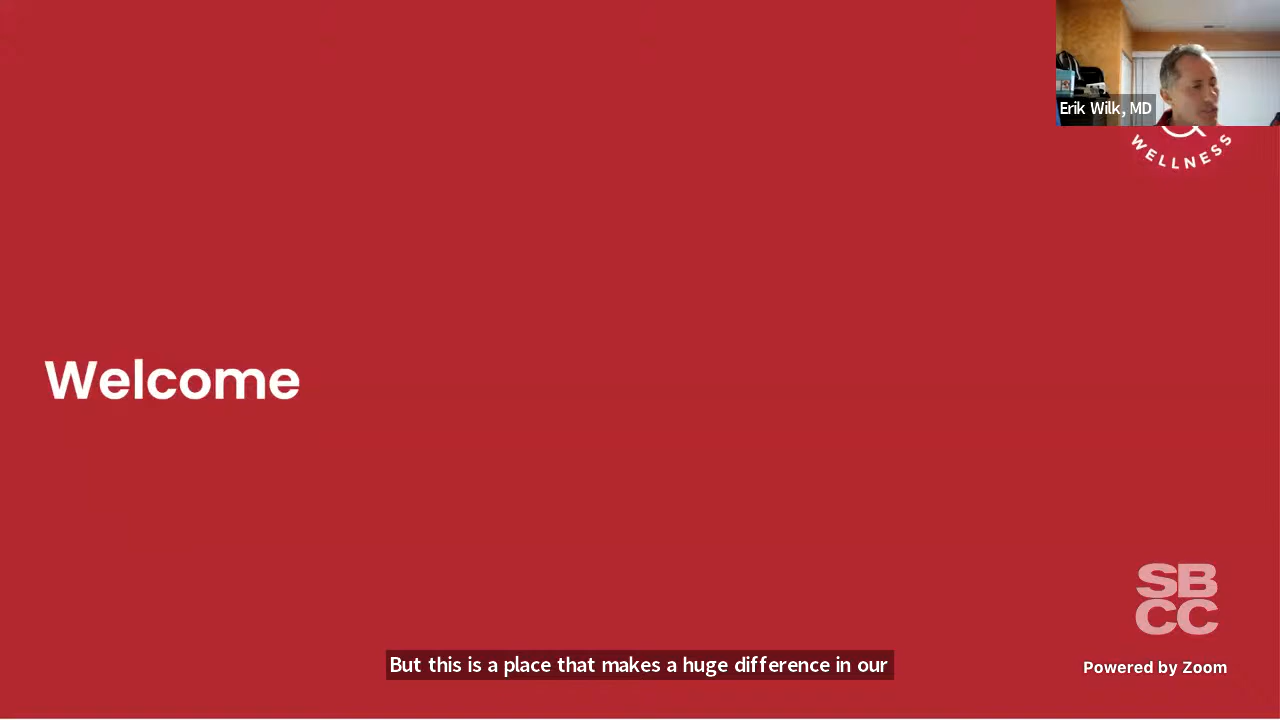 Erik Wilk, MD
WELLNESS
Welcome
SB
CC
But this is a place that makes a huge difference in our
Powered by Zoom